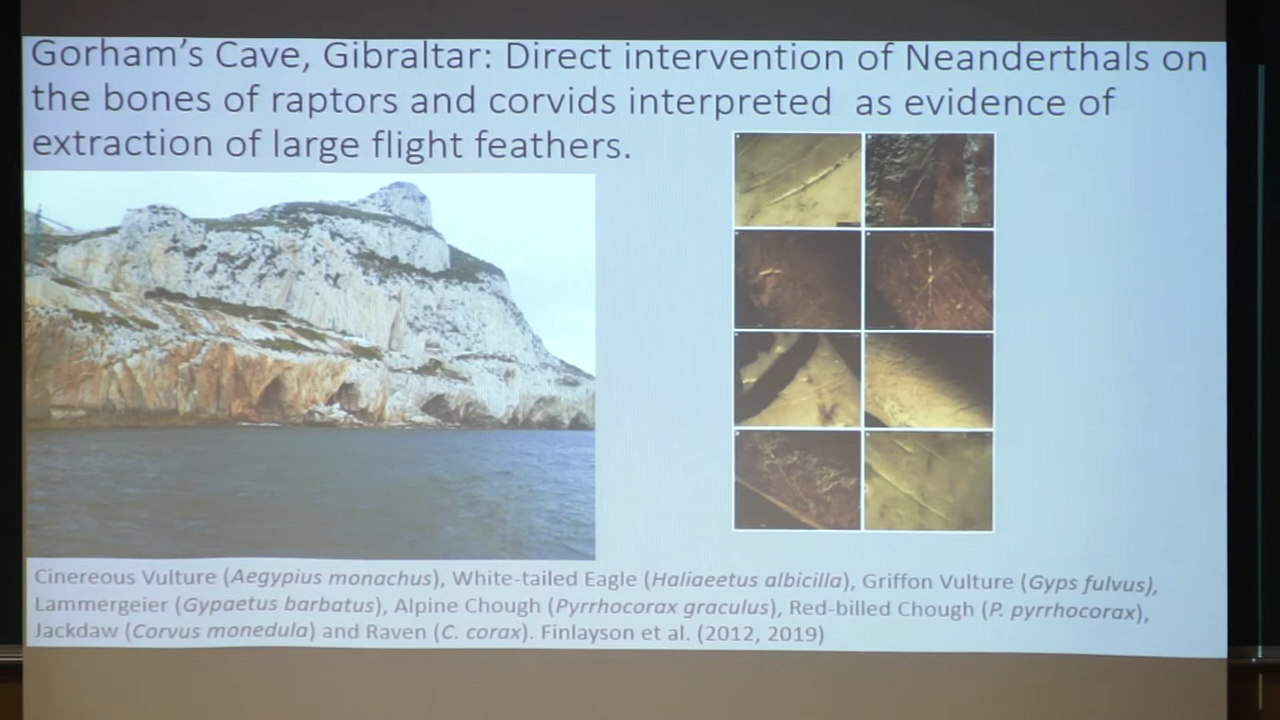 Gorham's Cave, Gibraltar: Direct intervention of Neanderthals on
the bones of raptors and corvids interpreted as evidence of
extraction of large flight feathers.
Cinereous Vulture (Aegypius monachus), White-tailed Eagle (Haliaeetus albicilla), Griffon Vulture (Gyps fulvus),
Lammergeier (Gypaetus barbatus), Alpine Chough (Pyrrhocorax graculus), Red-billed Chough (P. pyrrhocorax),
Jackdaw (Corvus monedula) and Raven (C. corax). Finlayson et al. (2012, 2019)